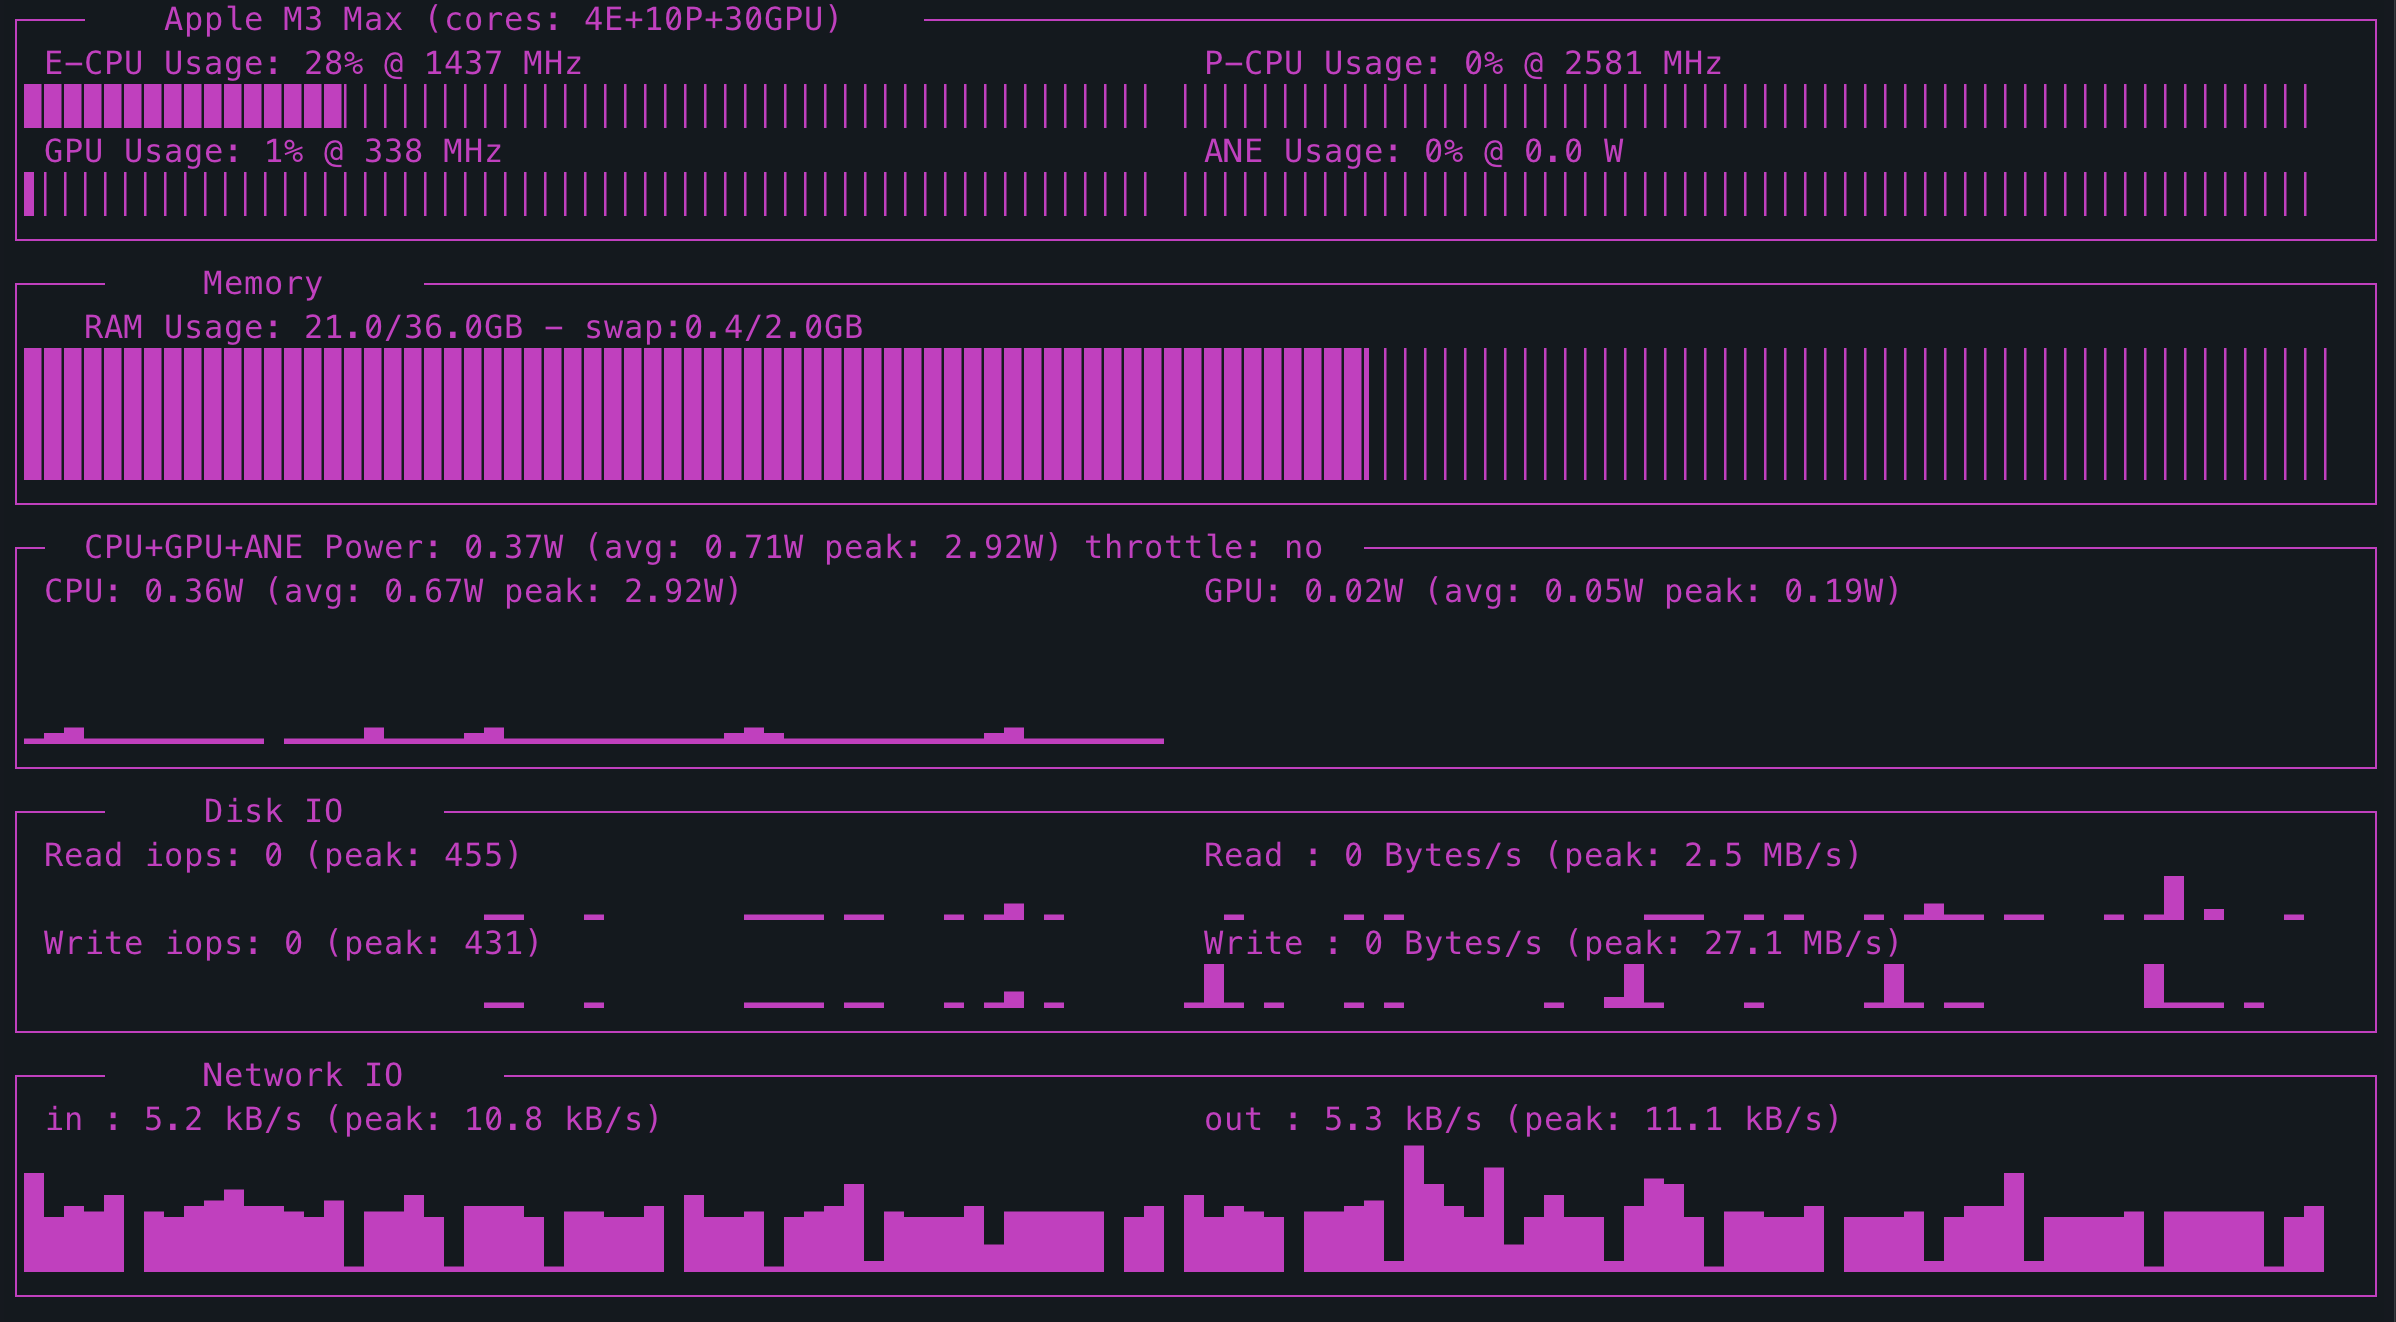 Apple M3 Max (cores: 4E+10P+30GPU)
E-CPU Usage: 28% @ 1437 MHz
P-CPU Usage: 0% @ 2581 MHz
GPU Usage: 1% @ 338 MHz
ANE Usage: 0% @ 0.0 W
Memory
RAM Usage: 21.0/36.0GB - swap:0.4/2.0GB
CPU+GPU+ANE Power: 0.37W (avg: 0.71W peak: 2.92W) throttle: no
CPU: 0.36W (avg: 0.67W peak: 2.92W)
GPU: 0.02W (avg: 0.05W peak: 0.19W)
Disk IO
Read iops: 0 (peak: 455)
Read : 0 Bytes/s (peak: 2.5 MB/s)
Write iops: 0 (peak: 431)
Write : 0 Bytes/s (peak: 27.1 MB/s)
Network IO
in : 5.2 kB/s (peak: 10.8 kB/s)
out : 5.3 kB/s (peak: 11.1 kB/s)